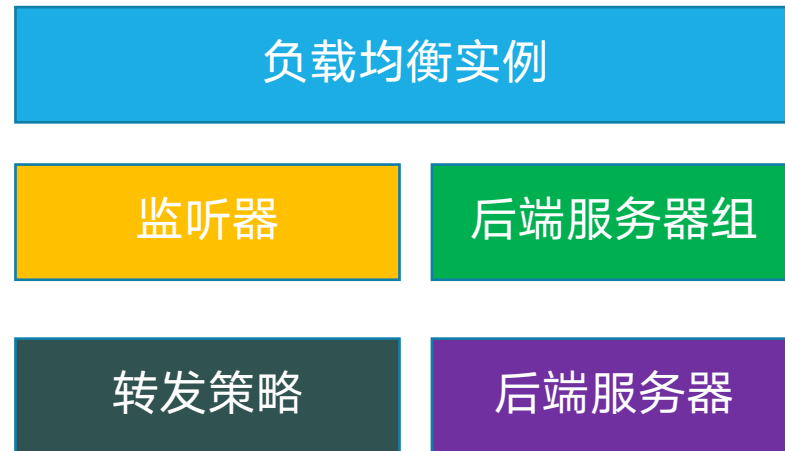 负载均衡实例
监听器
后端服务器组
转发策略
后端服务器